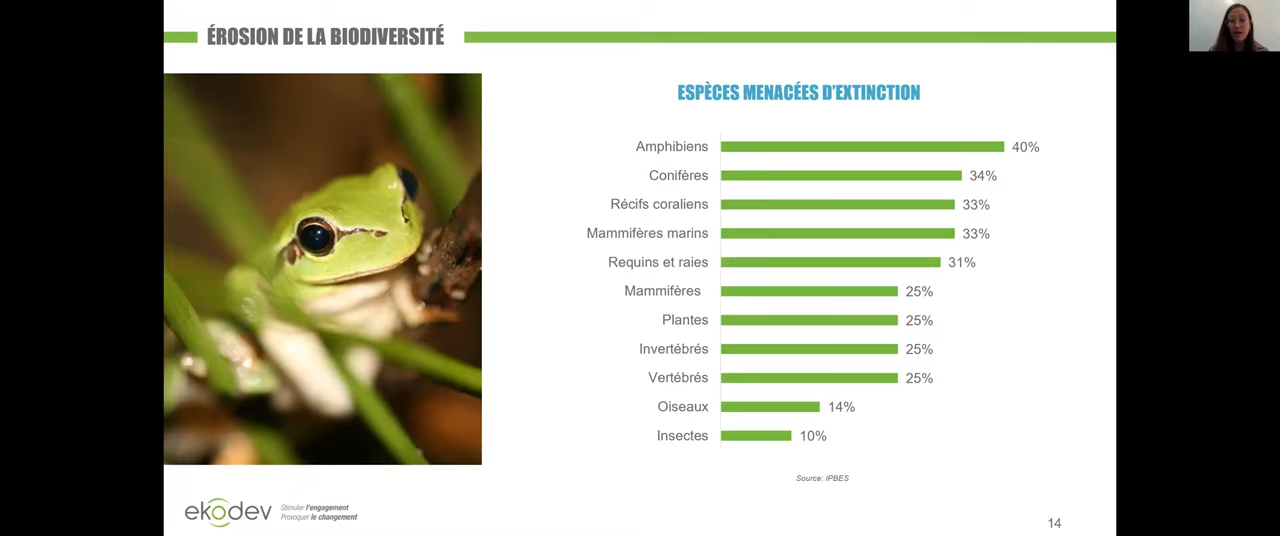 ÉROSION DE LA BIODIVERSITÉ
ESPÈCES MENACÉES D'EXTINCTION
Amphibiens 40%
Conifères 34%
Récifs coraliens 33%
Mammifères marins 33%
Requins et raies 31%
Mammifères 25%
Plantes 25%
Invertébrés 25%
Vertébrés 25%
Oiseaux 14%
Insectes 10%
Source: IPBES
ekodev
Stimuler l'engagement
Provoquer le changement
14